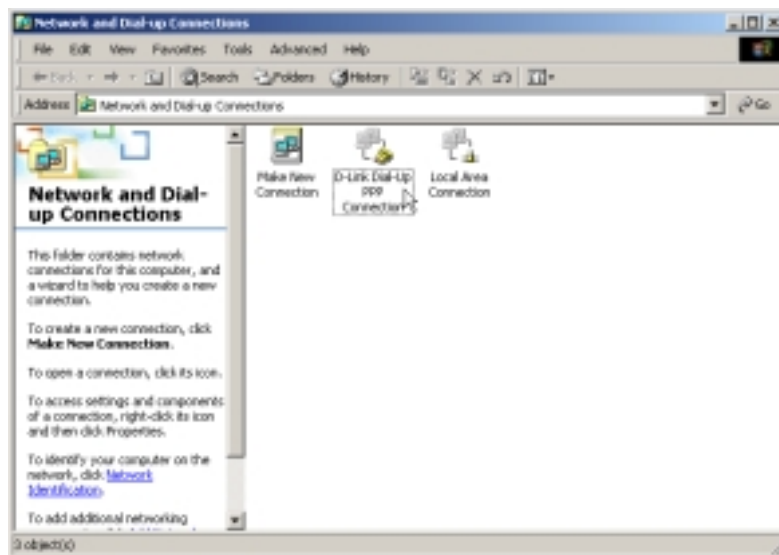 Network and Dial-up Connections
File Edit View Favorites Tools Advanced Help
Back Search Folders History
Address Network and Dial-up Connections Go
Make New Connection
D-Link Dial-Up PPP Connection
Local Area Connection
Network and Dial-
up Connections
This folder contains network
connections for this computer, and
a wizard to help you create a new
connection.
To create a new connection, click
Make New Connection.
To open a connection, click its icon.
To access settings and components
of a connection, right-click its icon
and then click Properties.
To identify your computer on the
network, click Network
Identification.
To add additional networking
3 object(s)